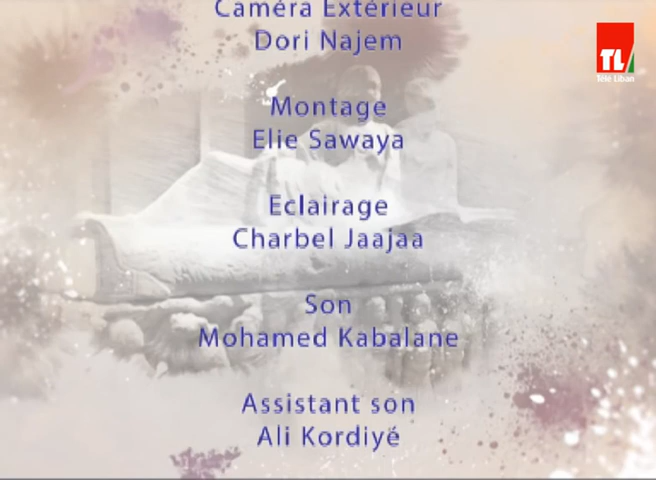 Caméra Extérieur
Dori Najem
TL
Télé Liban
Montage
Elie Sawaya
Eclairage
Charbel Jaajaa
Son
Mohamed Kabalane
Assistant son
Ali Kordiyé